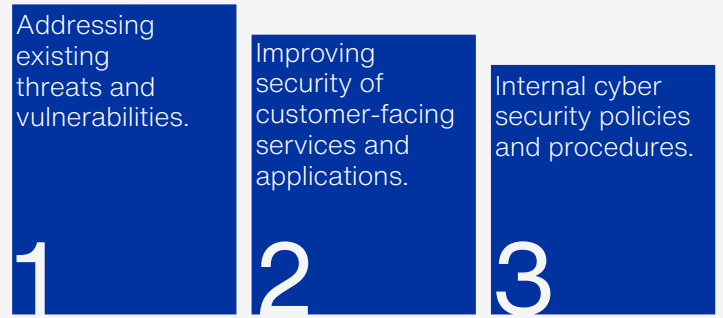 Addressing
existing
threats and
vulnerabilities.
1
Improving
security of
customer-facing
services and
applications.
2
Internal cyber
security policies
and procedures.
3